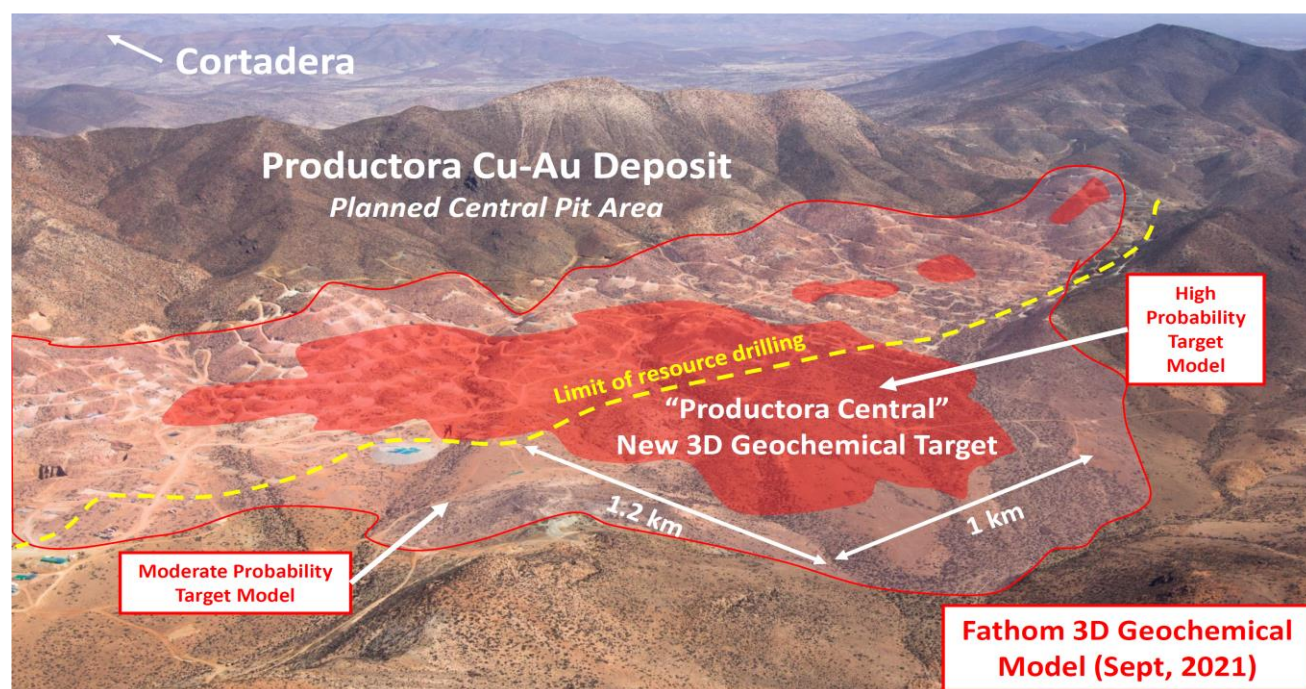 Cortadera
Productora Cu-Au Deposit
Planned Central Pit Area
High
Probability
Target
Model
Limit of resource drilling
“Productora Central”
New 3D Geochemical Target
1.2 km
1 km
Moderate Probability
Target Model
Fathom 3D Geochemical
Model (Sept, 2021)